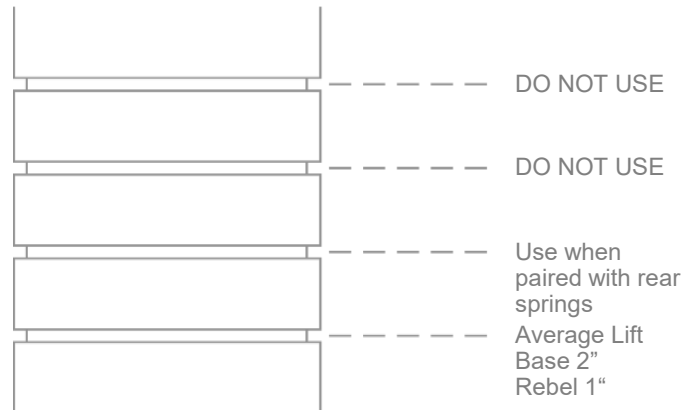 DO NOT USE
DO NOT USE
Use when
paired with rear
springs
Average Lift
Base 2”
Rebel 1“